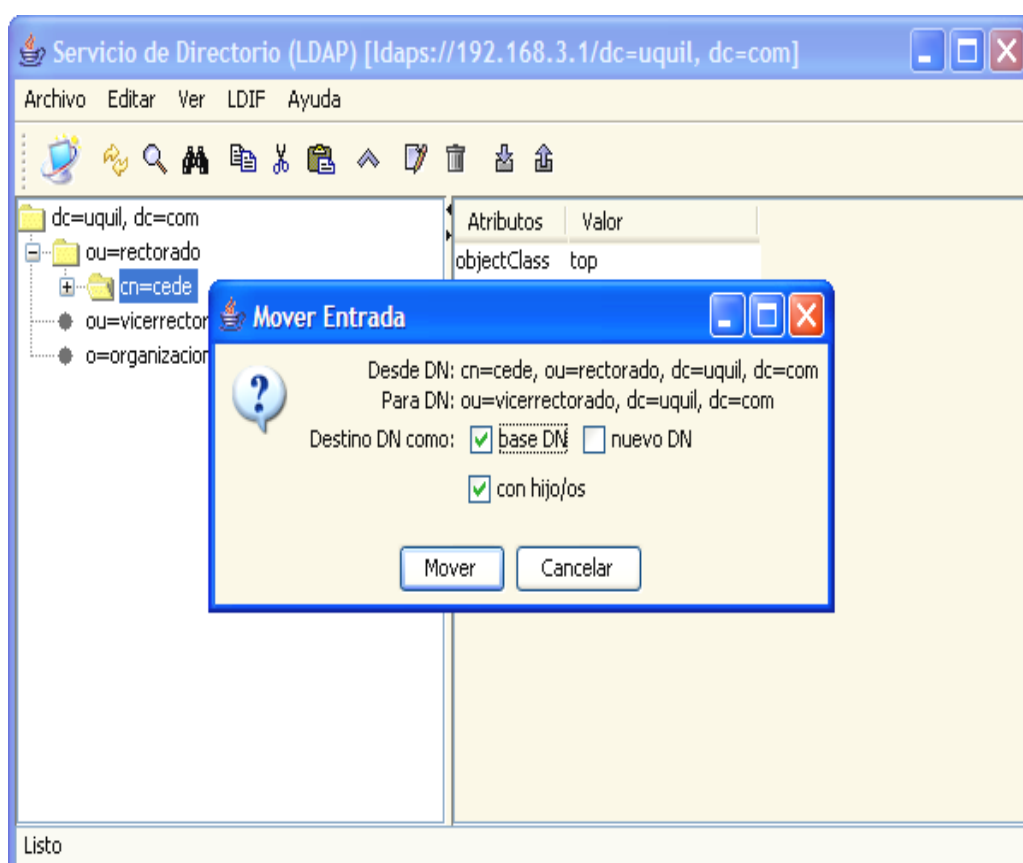 Servicio de Directorio (LDAP) [ldaps://192.168.3.1/dc=uquil, dc=com]
Archivo Editar Ver LDIF Ayuda
dc=uquil, dc=com
ou=rectorado
cn=cede
ou=vicerrector
o=organizacion
Atributos Valor
objectClass top
Mover Entrada
Desde DN: cn=cede, ou=rectorado, dc=uquil, dc=com
Para DN: ou=vicerrectorado, dc=uquil, dc=com
Destino DN como: base DN nuevo DN
con hijo/os
Mover Cancelar
Listo